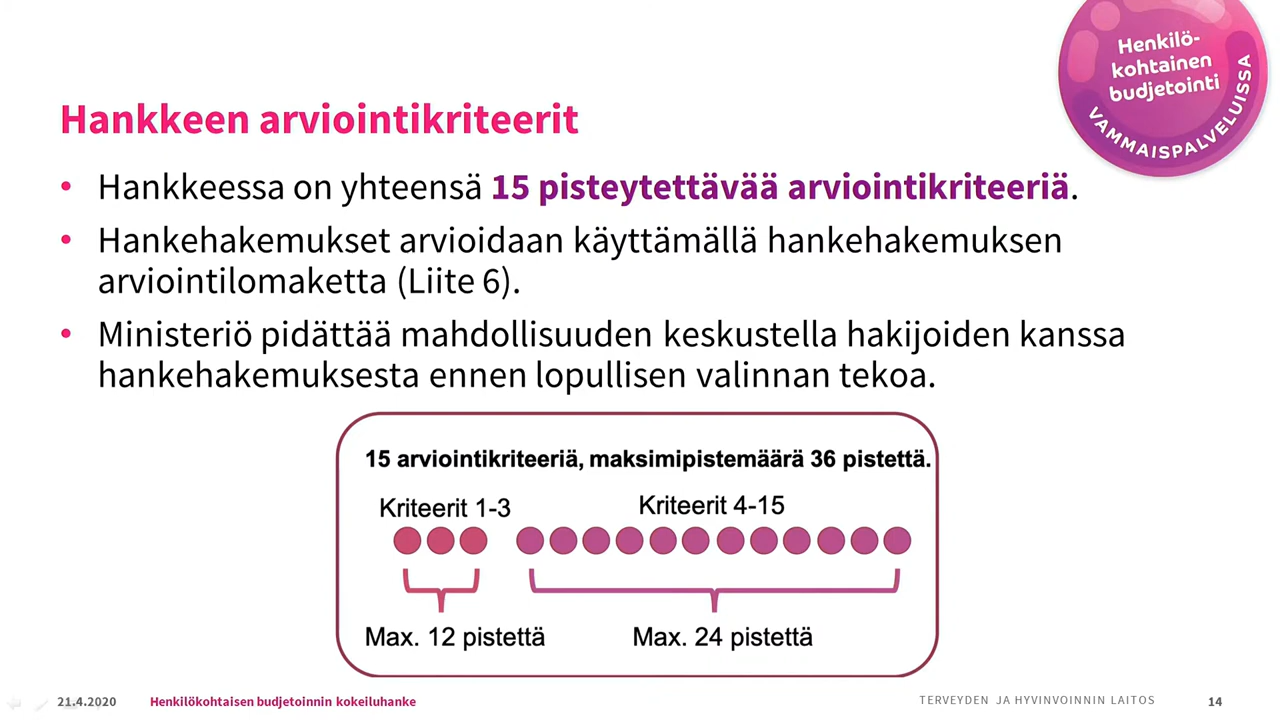 Henkilö-
kohtainen
budjetointi
VAMMAISPALVELUISSA
Hankkeen arviointikriteerit
• Hankkeessa on yhteensä 15 pisteytettävää arviointikriteeriä.
• Hankehakemukset arvioidaan käyttämällä hankehakemuksen
arviointilomaketta (Liite 6).
• Ministeriö pidättää mahdollisuuden keskustella hakijoiden kanssa
hankehakemuksesta ennen lopullisen valinnan tekoa.
15 arviointikriteeriä, maksimipistemäärä 36 pistettä.
Kriteerit 1-3 Kriteerit 4-15
Max. 12 pistettä Max. 24 pistettä
21.4.2020 Henkilökohtaisen budjetoinnin kokeiluhanke TERVEYDEN JA HYVINVOINNIN LAITOS 14